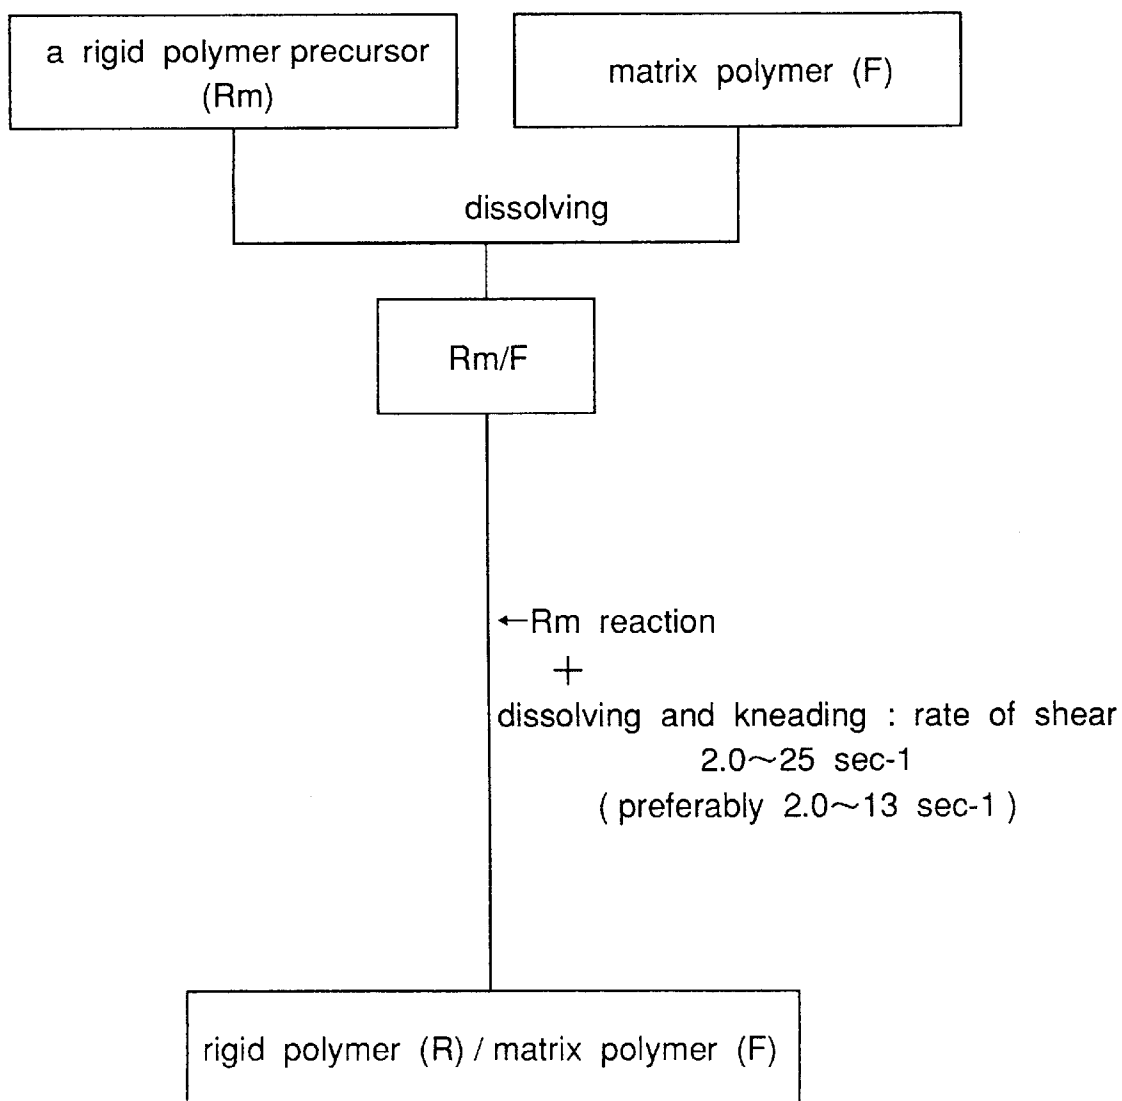 a rigid polymer precursor
(Rm)
matrix polymer (F)
dissolving
Rm/F
←Rm reaction
+
dissolving and kneading : rate of shear
2.0～25 sec-1
( preferably 2.0～13 sec-1 )
rigid polymer (R) / matrix polymer (F)